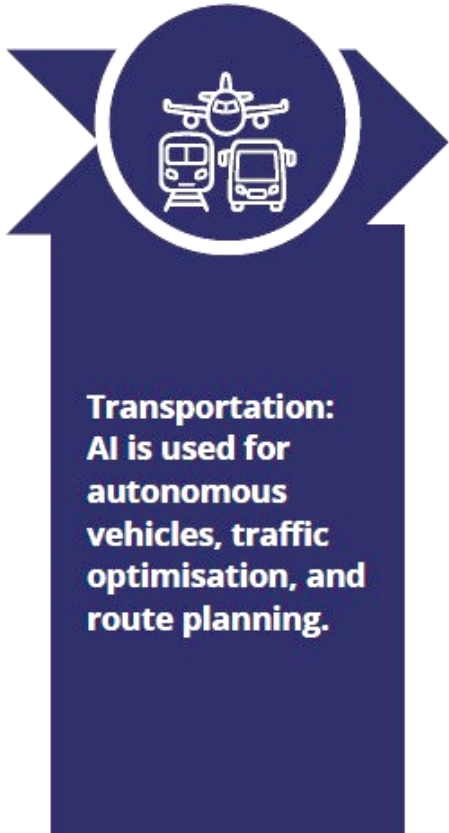 Transportation:
AI is used for
autonomous
vehicles, traffic
optimisation, and
route planning.